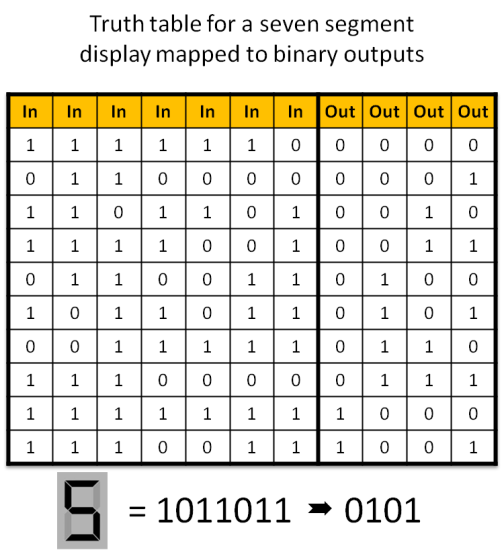 Truth table for a seven segment
display mapped to binary outputs
In In In In In In In Out Out Out Out
1 1 1 1 1 1 0 0 0 0 0
0 1 1 0 0 0 0 0 0 0 1
1 1 0 1 1 0 1 0 0 1 0
1 1 1 1 0 0 1 0 0 1 1
0 1 1 0 0 1 1 0 1 0 0
1 0 1 1 0 1 1 0 1 0 1
0 0 1 1 1 1 1 0 1 1 0
1 1 1 0 0 0 0 0 1 1 1
1 1 1 1 1 1 1 1 0 0 0
1 1 1 0 0 1 1 1 0 0 1
5 = 1011011 ➨ 0101